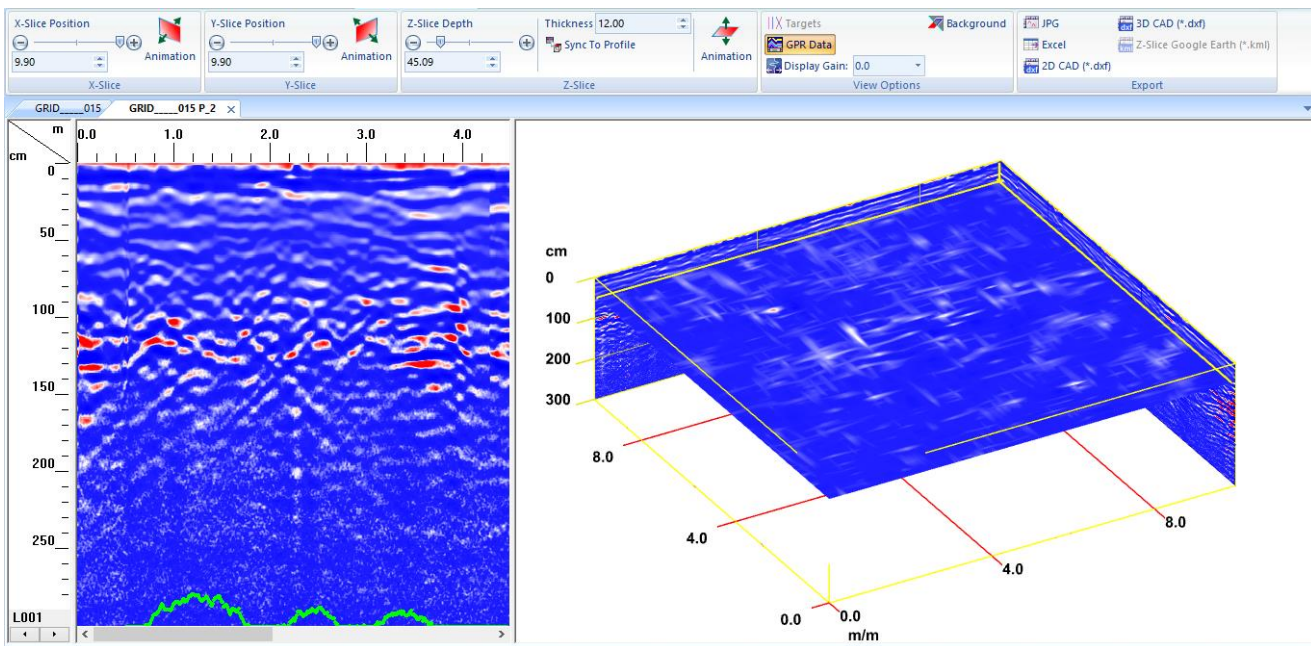 X-Slice Position
9.90
Animation
X-Slice
Y-Slice Position
9.90
Animation
Y-Slice
Z-Slice Depth
45.09
Thickness 12.00
Sync To Profile
Animation
Z-Slice
Targets
GPR Data
Display Gain: 0.0
Background
View Options
JPG
Excel
2D CAD (*.dxf)
3D CAD (*.dxf)
Z-Slice Google Earth (*.kml)
Export
GRID____015
GRID____015 P_2
m
cm
0.0 1.0 2.0 3.0 4.0
0
50
100
150
200
250
L001
cm
0
100
200
300
8.0
4.0
0.0
0.0
4.0
8.0
m/m